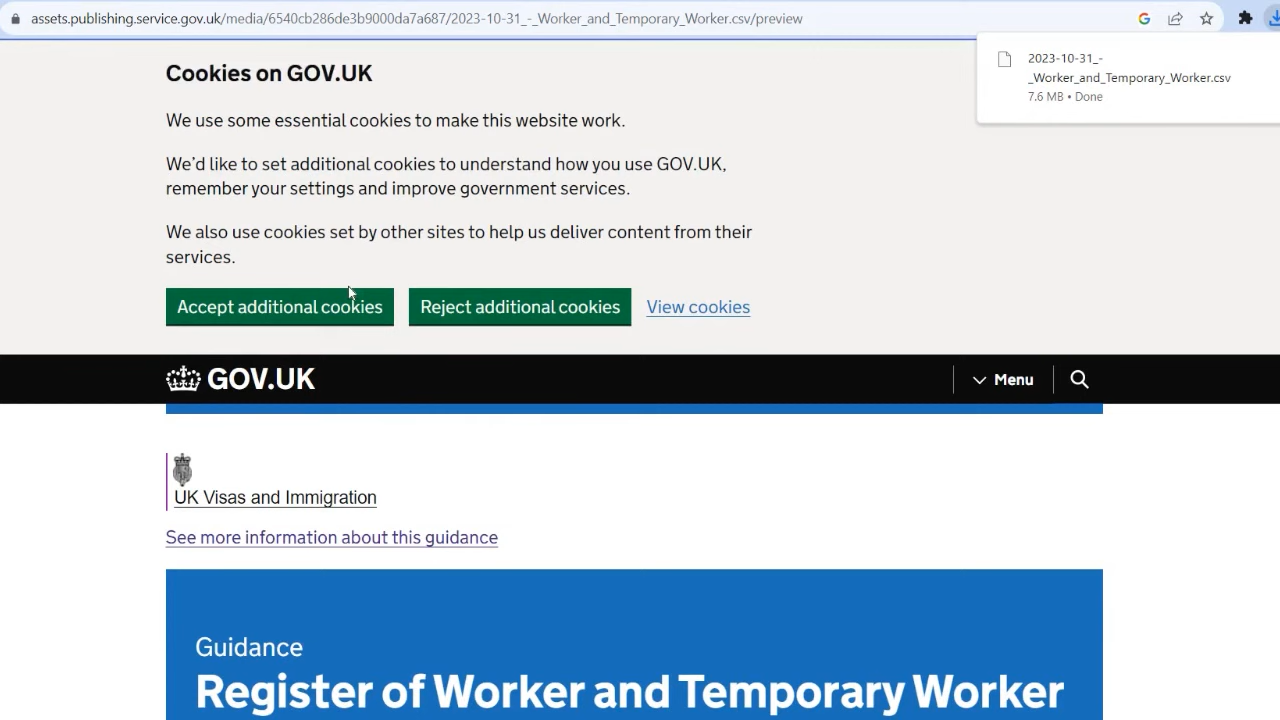 assets.publishing.service.gov.uk/media/6540cb286de3b9000da7a687/2023-10-31_-_Worker_and_Temporary_Worker.csv/preview
2023-10-31_-
_Worker_and_Temporary_Worker.csv
7.6 MB • Done
Cookies on GOV.UK
We use some essential cookies to make this website work.
We’d like to set additional cookies to understand how you use GOV.UK,
remember your settings and improve government services.
We also use cookies set by other sites to help us deliver content from their
services.
Accept additional cookies Reject additional cookies View cookies
GOV.UK Menu
UK Visas and Immigration
See more information about this guidance
Guidance
Register of Worker and Temporary Worker